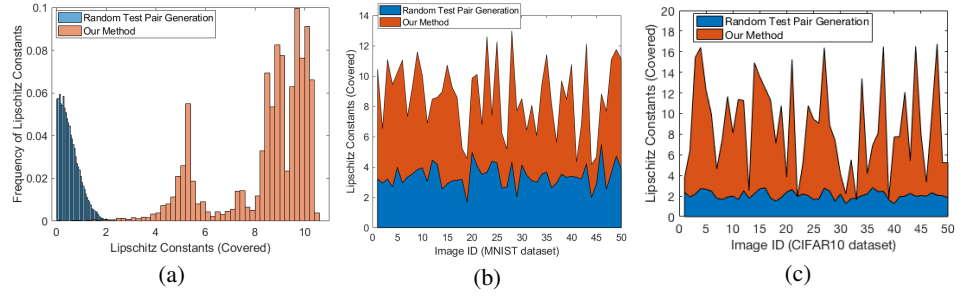 Frequency of Lipschitz Constants
0.1
0.08
0.06
0.04
0.02
0
Random Test Pair Generation
Our Method
0 2 4 6 8 10
Lipschitz Constants (Covered)
(a)
Lipschitz Constants (Covered)
14
12
10
8
6
4
2
0
Random Test Pair Generation
Our Method
0 5 10 15 20 25 30 35 40 45 50
Image ID (MNIST dataset)
(b)
Lipschitz Constants (Covered)
20
18
16
14
12
10
8
6
4
2
0
Random Test Pair Generation
Our Method
0 5 10 15 20 25 30 35 40 45 50
Image ID (CIFAR10 dataset)
(c)